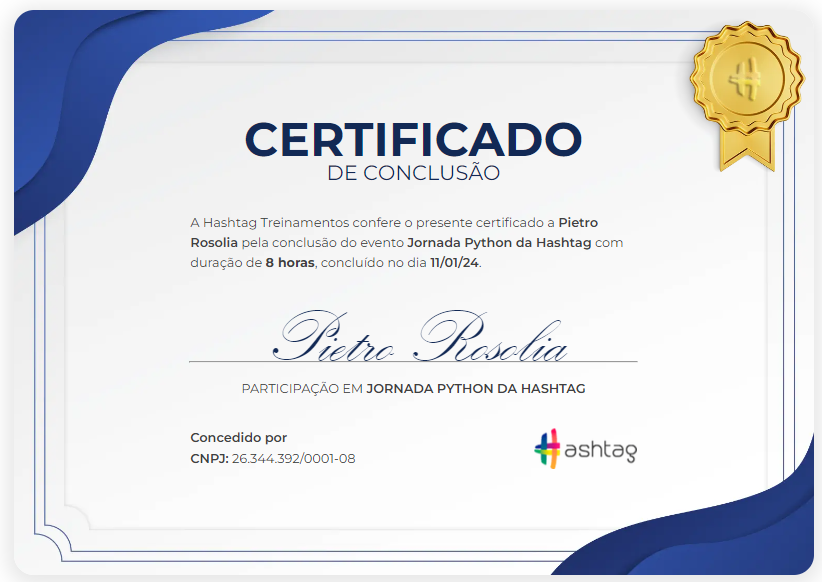 CERTIFICADO
DE CONCLUSÃO
A Hashtag Treinamentos confere o presente certificado a Pietro
Rosolia pela conclusão do evento Jornada Python da Hashtag com
duração de 8 horas, concluído no dia 11/01/24.
Pietro Rosolia
PARTICIPAÇÃO EM JORNADA PYTHON DA HASHTAG
Concedido por
CNPJ: 26.344.392/0001-08
#ashtag